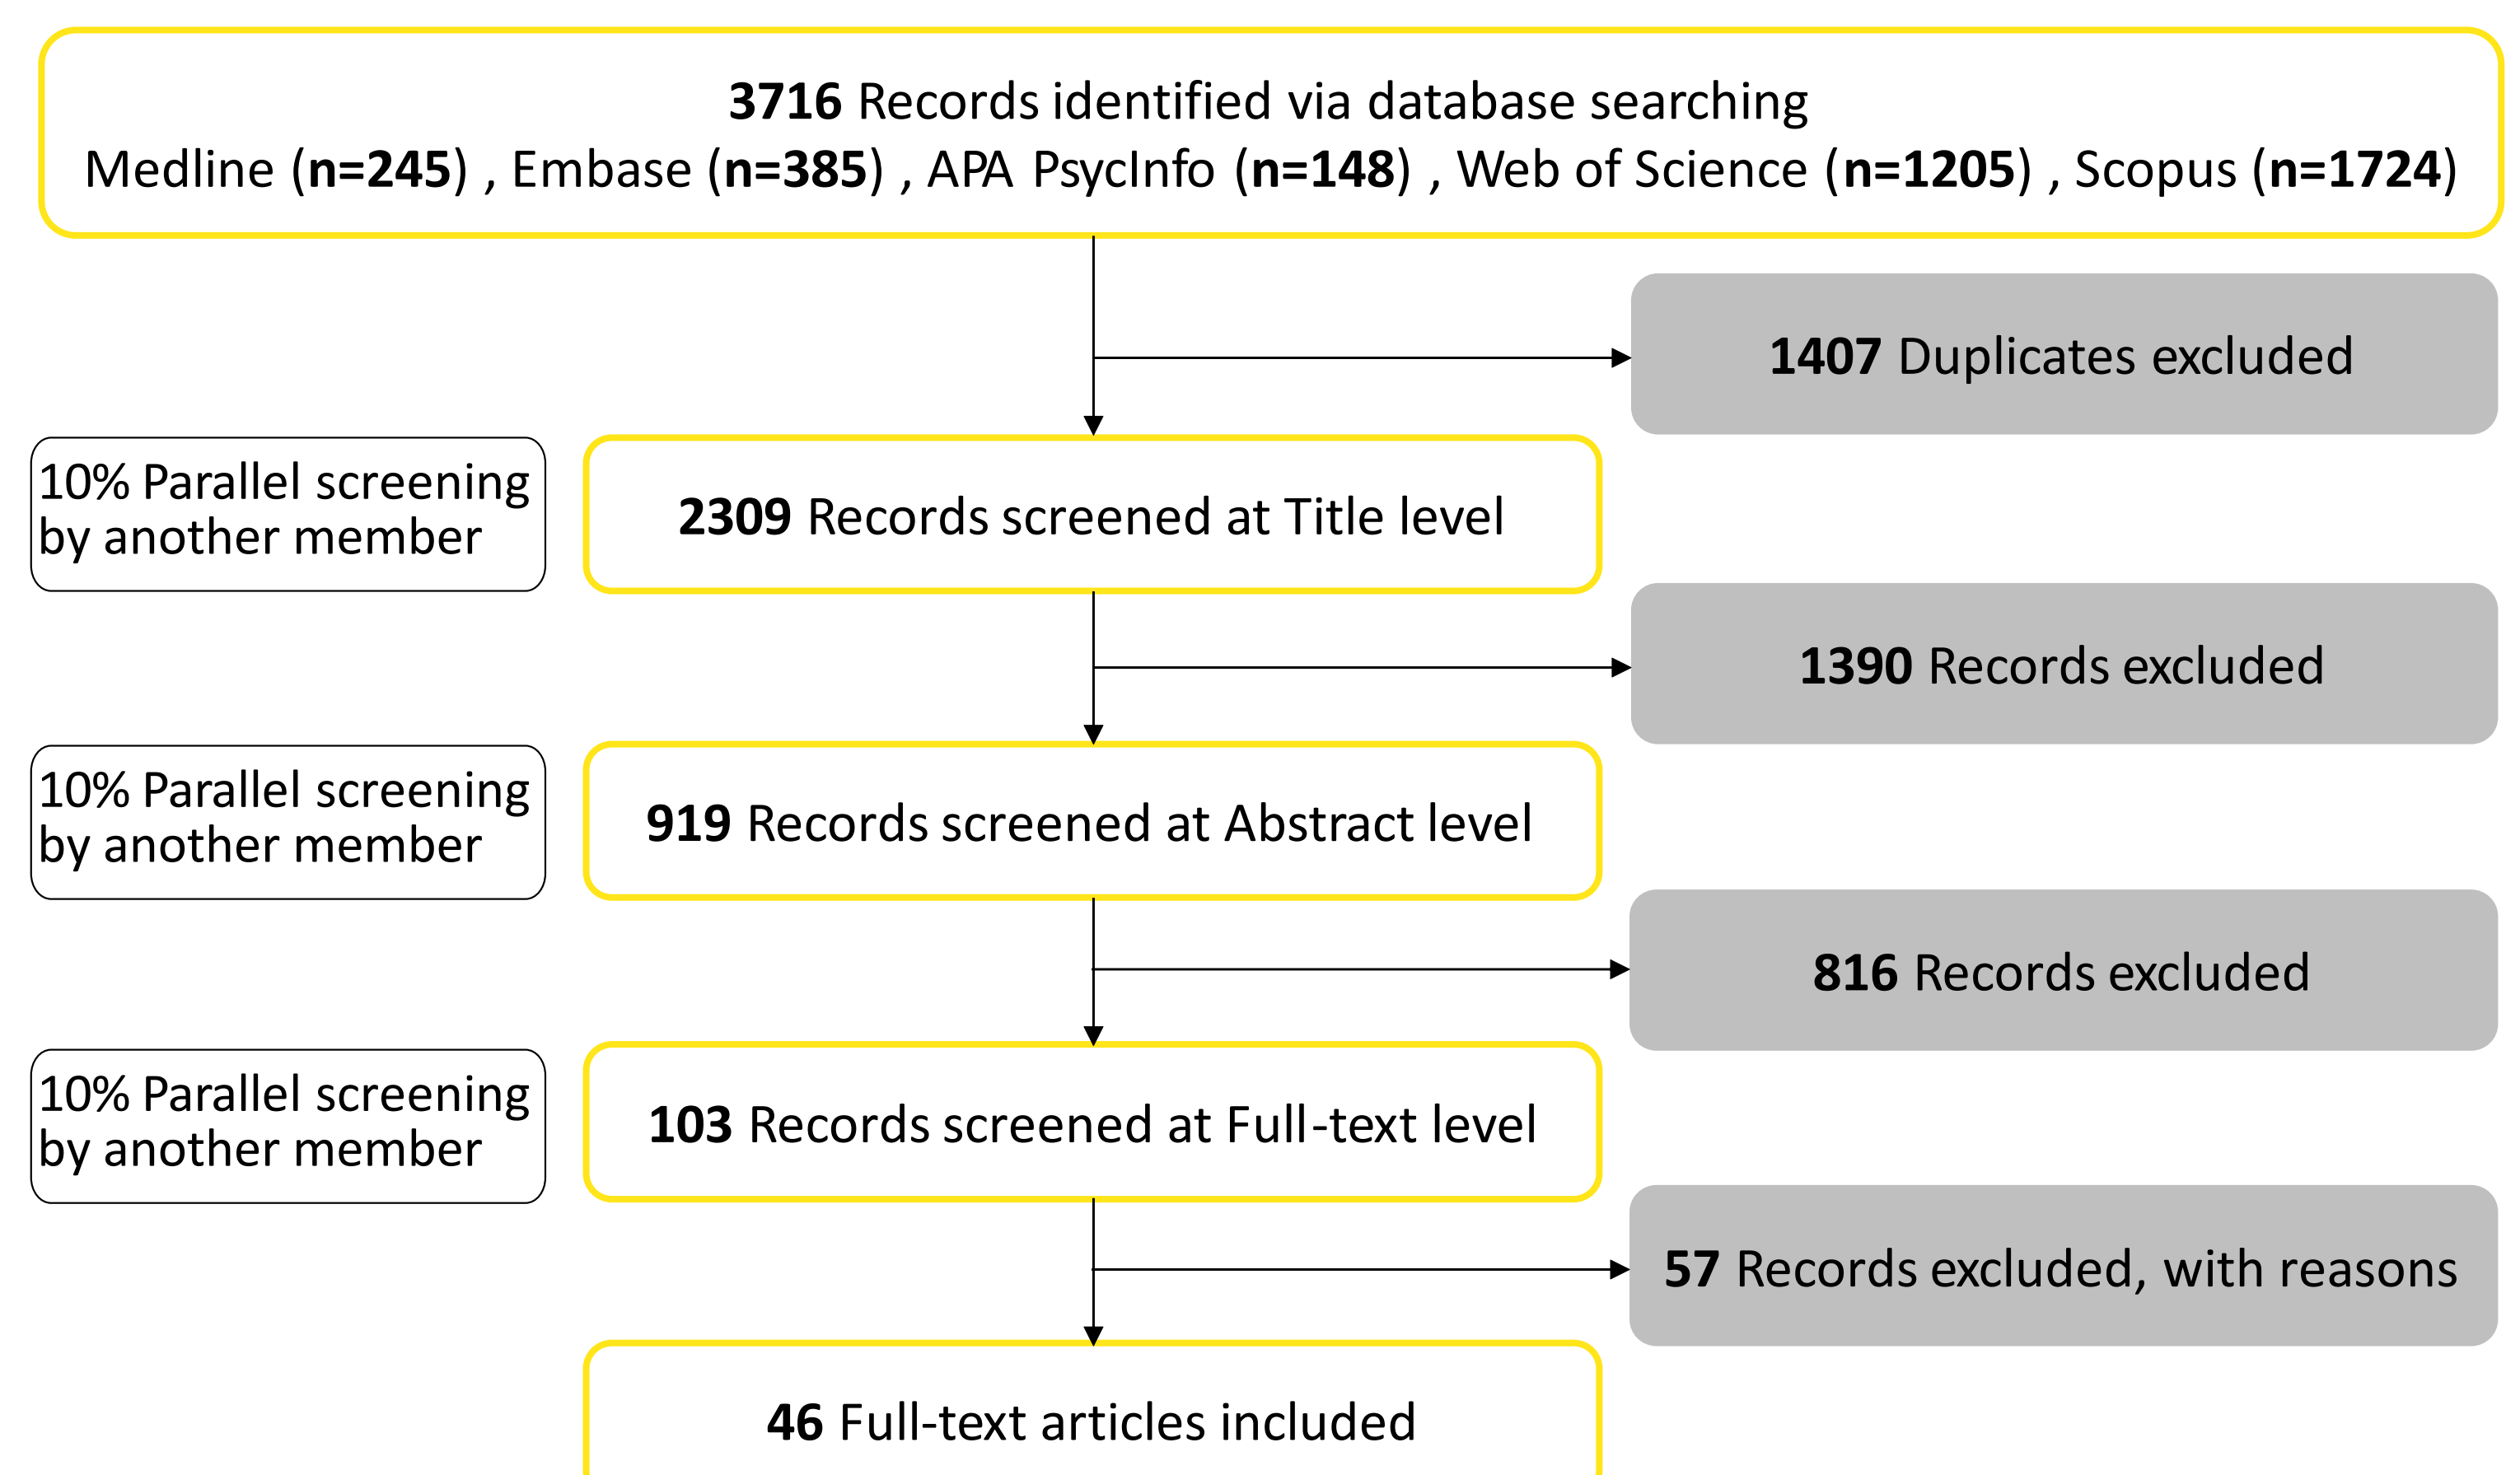 3716 Records identified via database searching
Medline (n=245) , Embase (n=385) , APA PsycInfo (n=148) , Web of Science (n=1205) , Scopus (n=1724)
1407 Duplicates excluded
10% Parallel screening
by another member
2309 Records screened at Title level
1390 Records excluded
10% Parallel screening
by another member
919 Records screened at Abstract level
816 Records excluded
10% Parallel screening
by another member
103 Records screened at Full-text level
57 Records excluded, with reasons
46 Full-text articles included